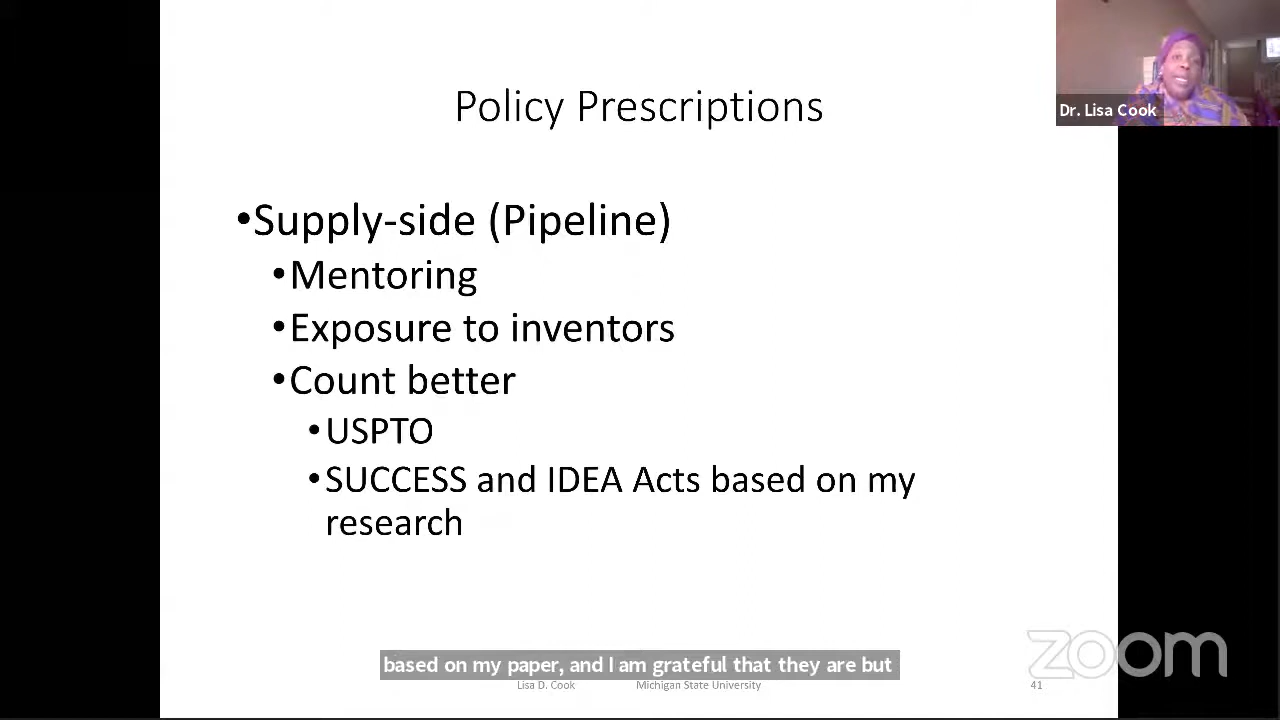 Dr. Lisa Cook
Policy Prescriptions
•Supply-side (Pipeline)
•Mentoring
•Exposure to inventors
•Count better
•USPTO
•SUCCESS and IDEA Acts based on my
research
based on my paper, and I am grateful that they are but
Lisa D. Cook Michigan State University 41
zoom